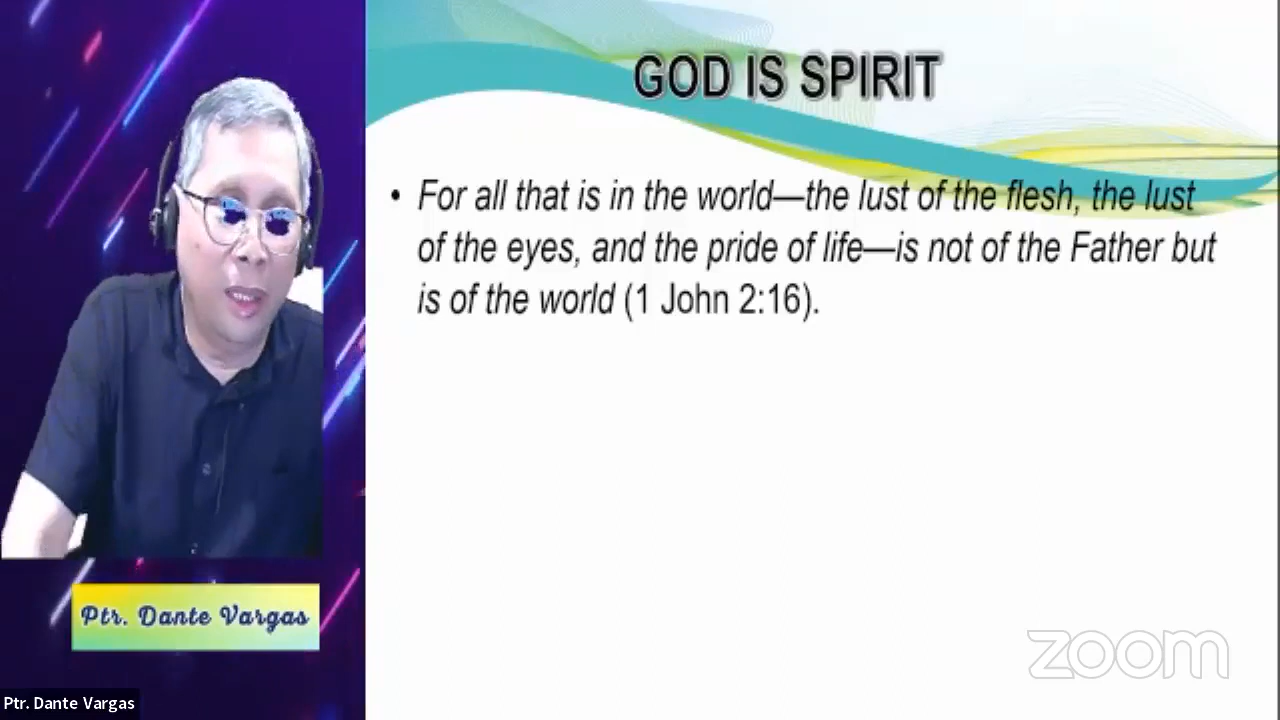 GOD IS SPIRIT
• For all that is in the world—the lust of the flesh, the lust
of the eyes, and the pride of life—is not of the Father but
is of the world (1 John 2:16).
Ptr. Dante Vargas
zoom
Ptr. Dante Vargas